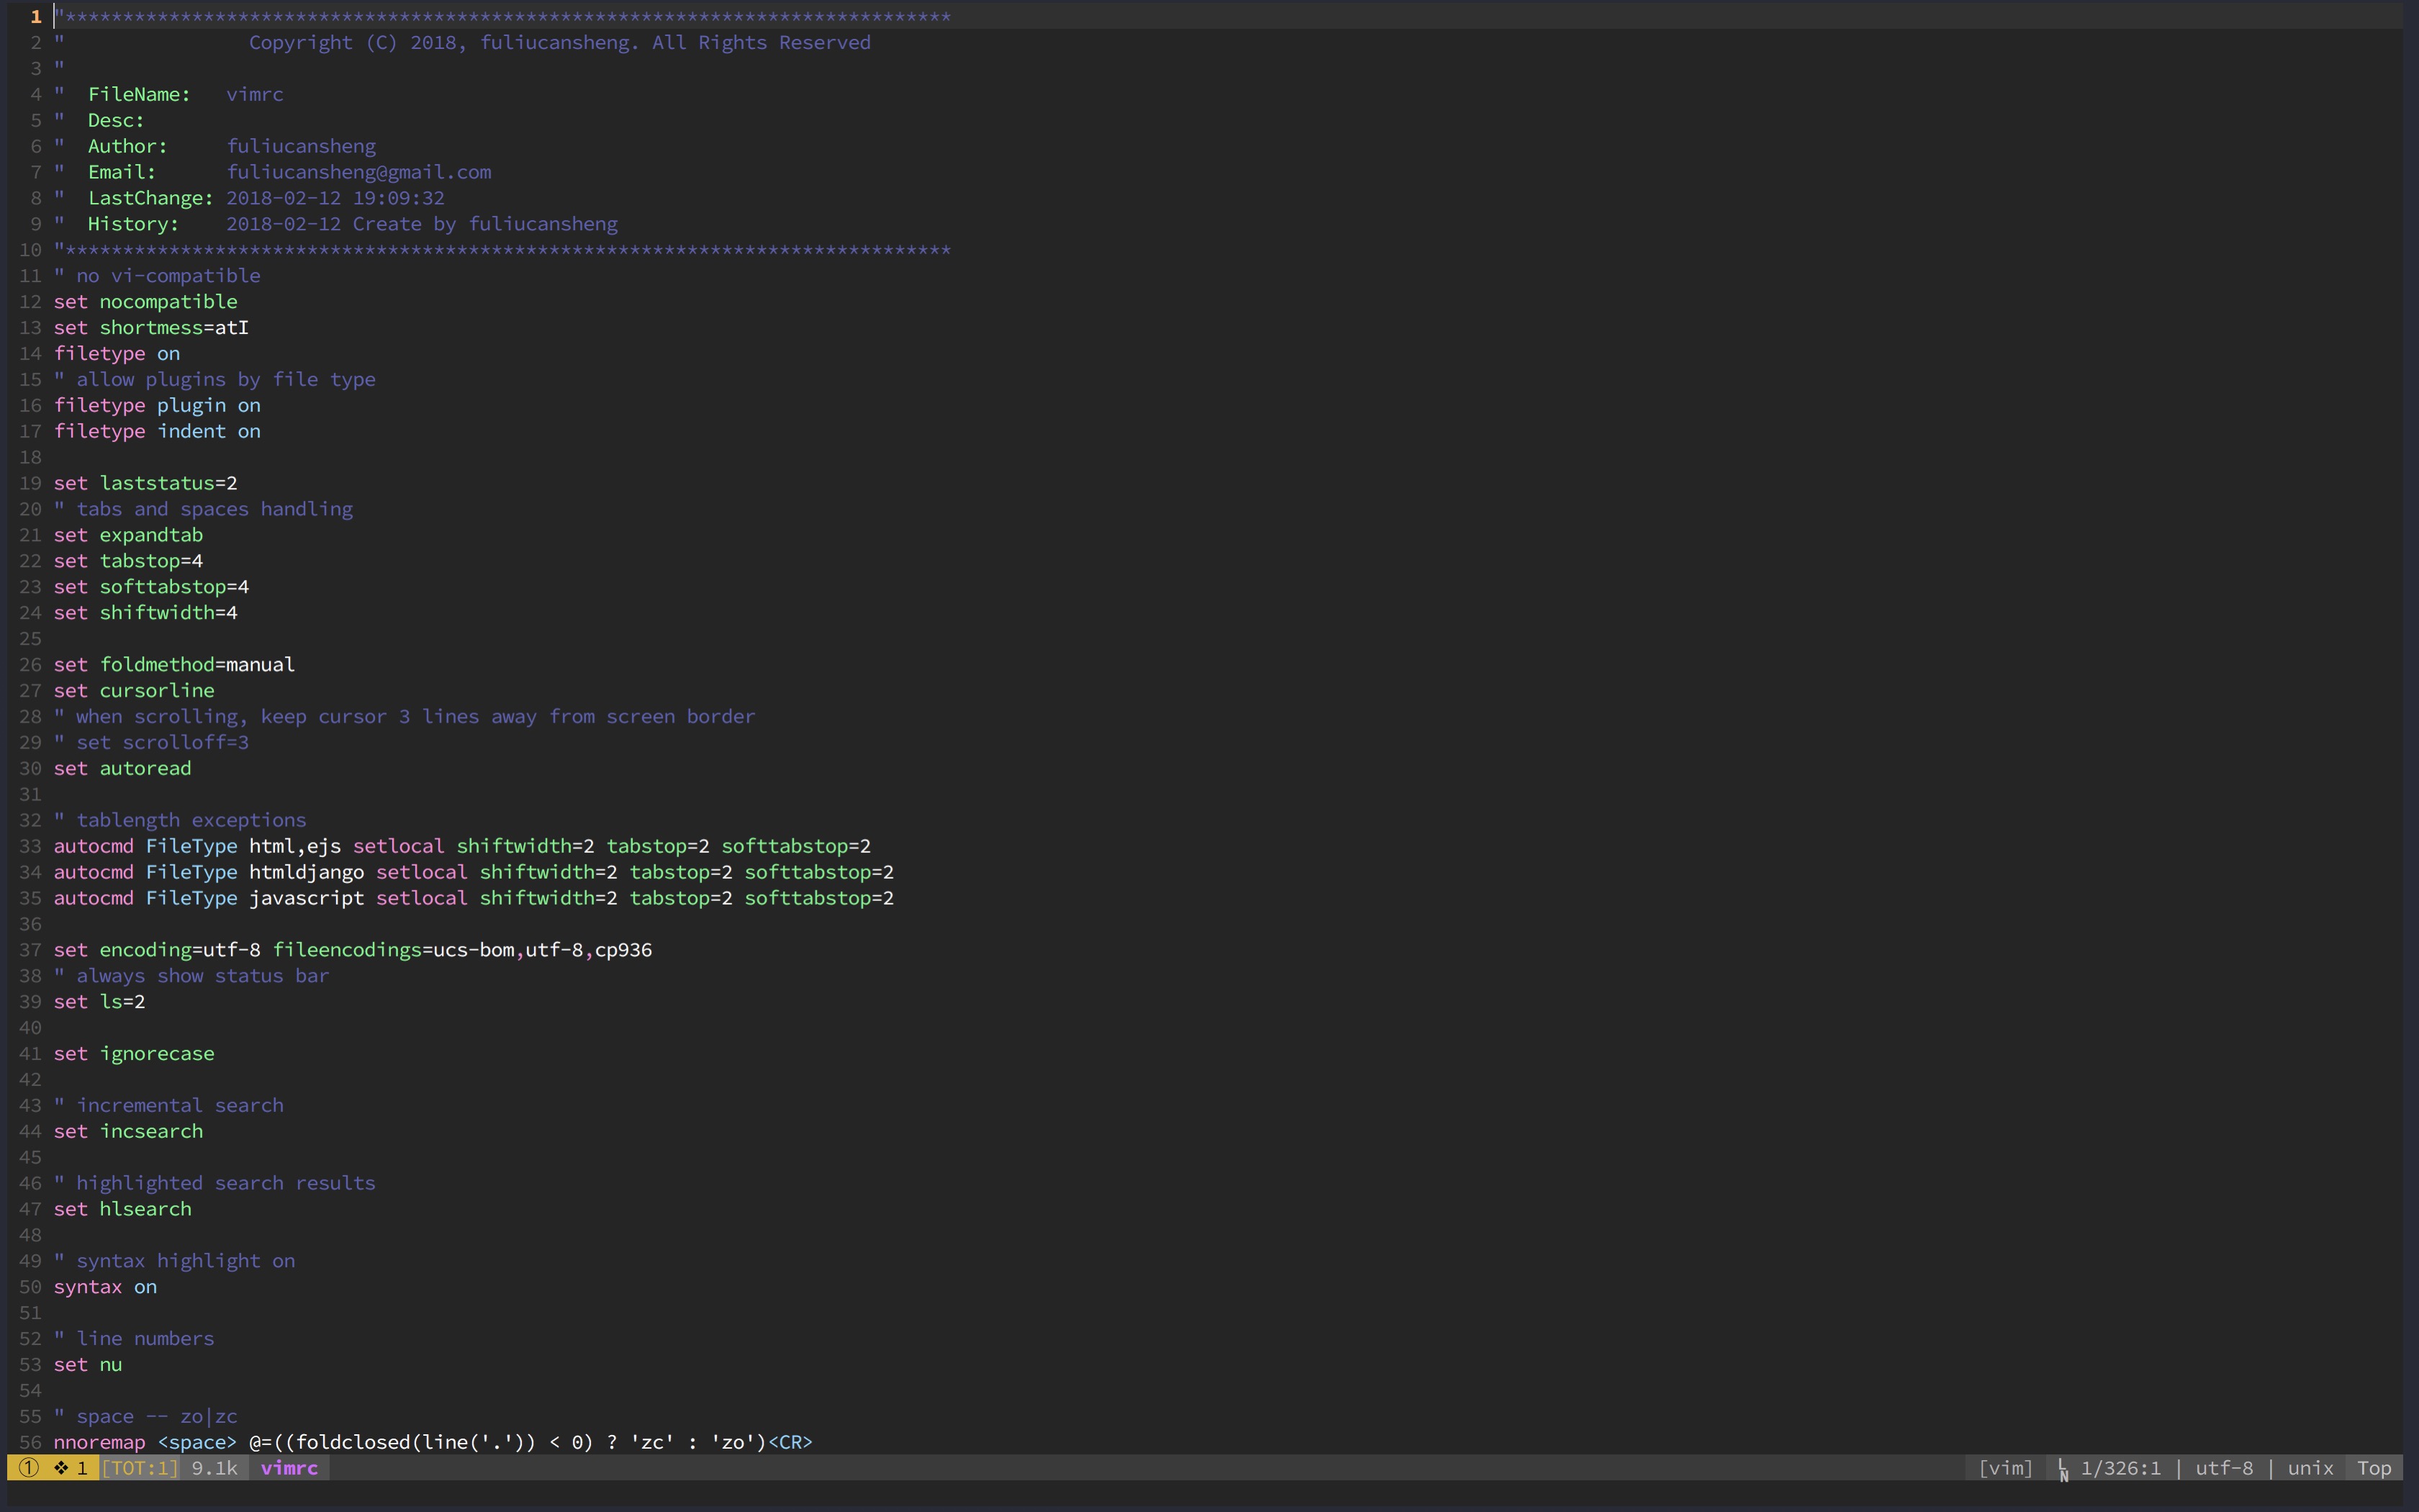 1 "*****************************************************************************
2 "                Copyright (C) 2018, fuliucansheng. All Rights Reserved
3 "
4 "  FileName:   vimrc
5 "  Desc:
6 "  Author:     fuliucansheng
7 "  Email:      fuliucansheng@gmail.com
8 "  LastChange: 2018-02-12 19:09:32
9 "  History:    2018-02-12 Create by fuliucansheng
10 "*****************************************************************************
11 " no vi-compatible
12 set nocompatible
13 set shortmess=atI
14 filetype on
15 " allow plugins by file type
16 filetype plugin on
17 filetype indent on
18
19 set laststatus=2
20 " tabs and spaces handling
21 set expandtab
22 set tabstop=4
23 set softtabstop=4
24 set shiftwidth=4
25
26 set foldmethod=manual
27 set cursorline
28 " when scrolling, keep cursor 3 lines away from screen border
29 " set scrolloff=3
30 set autoread
31
32 " tablength exceptions
33 autocmd FileType html,ejs setlocal shiftwidth=2 tabstop=2 softtabstop=2
34 autocmd FileType htmldjango setlocal shiftwidth=2 tabstop=2 softtabstop=2
35 autocmd FileType javascript setlocal shiftwidth=2 tabstop=2 softtabstop=2
36
37 set encoding=utf-8 fileencodings=ucs-bom,utf-8,cp936
38 " always show status bar
39 set ls=2
40
41 set ignorecase
42
43 " incremental search
44 set incsearch
45
46 " highlighted search results
47 set hlsearch
48
49 " syntax highlight on
50 syntax on
51
52 " line numbers
53 set nu
54
55 " space -- zo|zc
56 nnoremap <space> @=((foldclosed(line('.')) < 0) ? 'zc' : 'zo')<CR>
① ❖ 1 [TOT:1] 9.1k vimrc [vim] LN 1/326:1 | utf-8 | unix Top